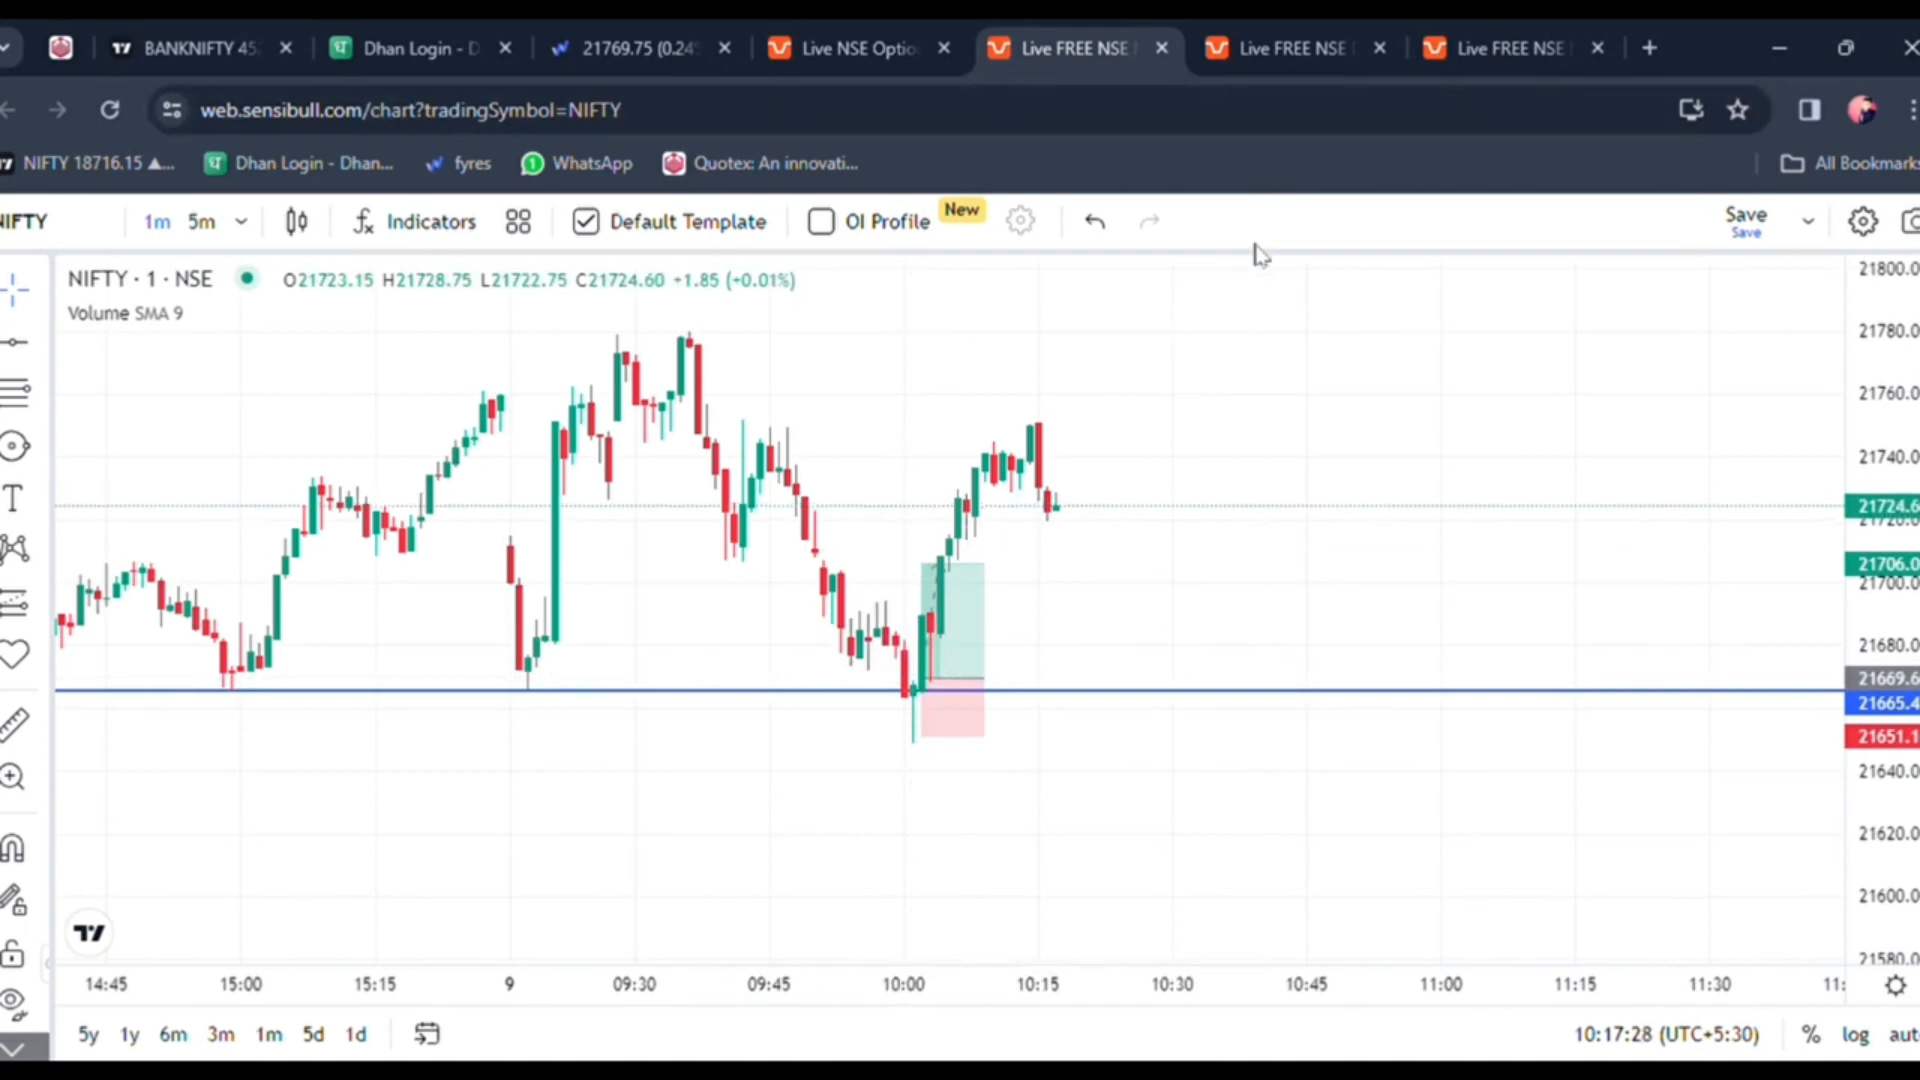 BANKNIFTY 45
Dhan Login - D
21769.75 (0.24
Live NSE Optio
Live FREE NSE
Live FREE NSE
Live FREE NSE
web.sensibull.com/chart?tradingSymbol=NIFTY
NIFTY 18716.15 ▲...
Dhan Login - Dhan...
fyres
WhatsApp
Quotex: An innovati...
All Bookmarks
NIFTY
1m 5m
Indicators
Default Template
OI Profile
New
Save
Save
NIFTY · 1 · NSE
O21723.15 H21728.75 L21722.75 C21724.60 +1.85 (+0.01%)
Volume SMA 9
21800.0
21780.0
21760.0
21740.0
21724.6
21720.0
21706.0
21700.0
21680.0
21669.6
21665.4
21651.1
21640.0
21620.0
21600.0
21580.0
14:45 15:00 15:15 9 09:30 09:45 10:00 10:15 10:30 10:45 11:00 11:15 11:30 11:
5y 1y 6m 3m 1m 5d 1d
10:17:28 (UTC+5:30) % log aut